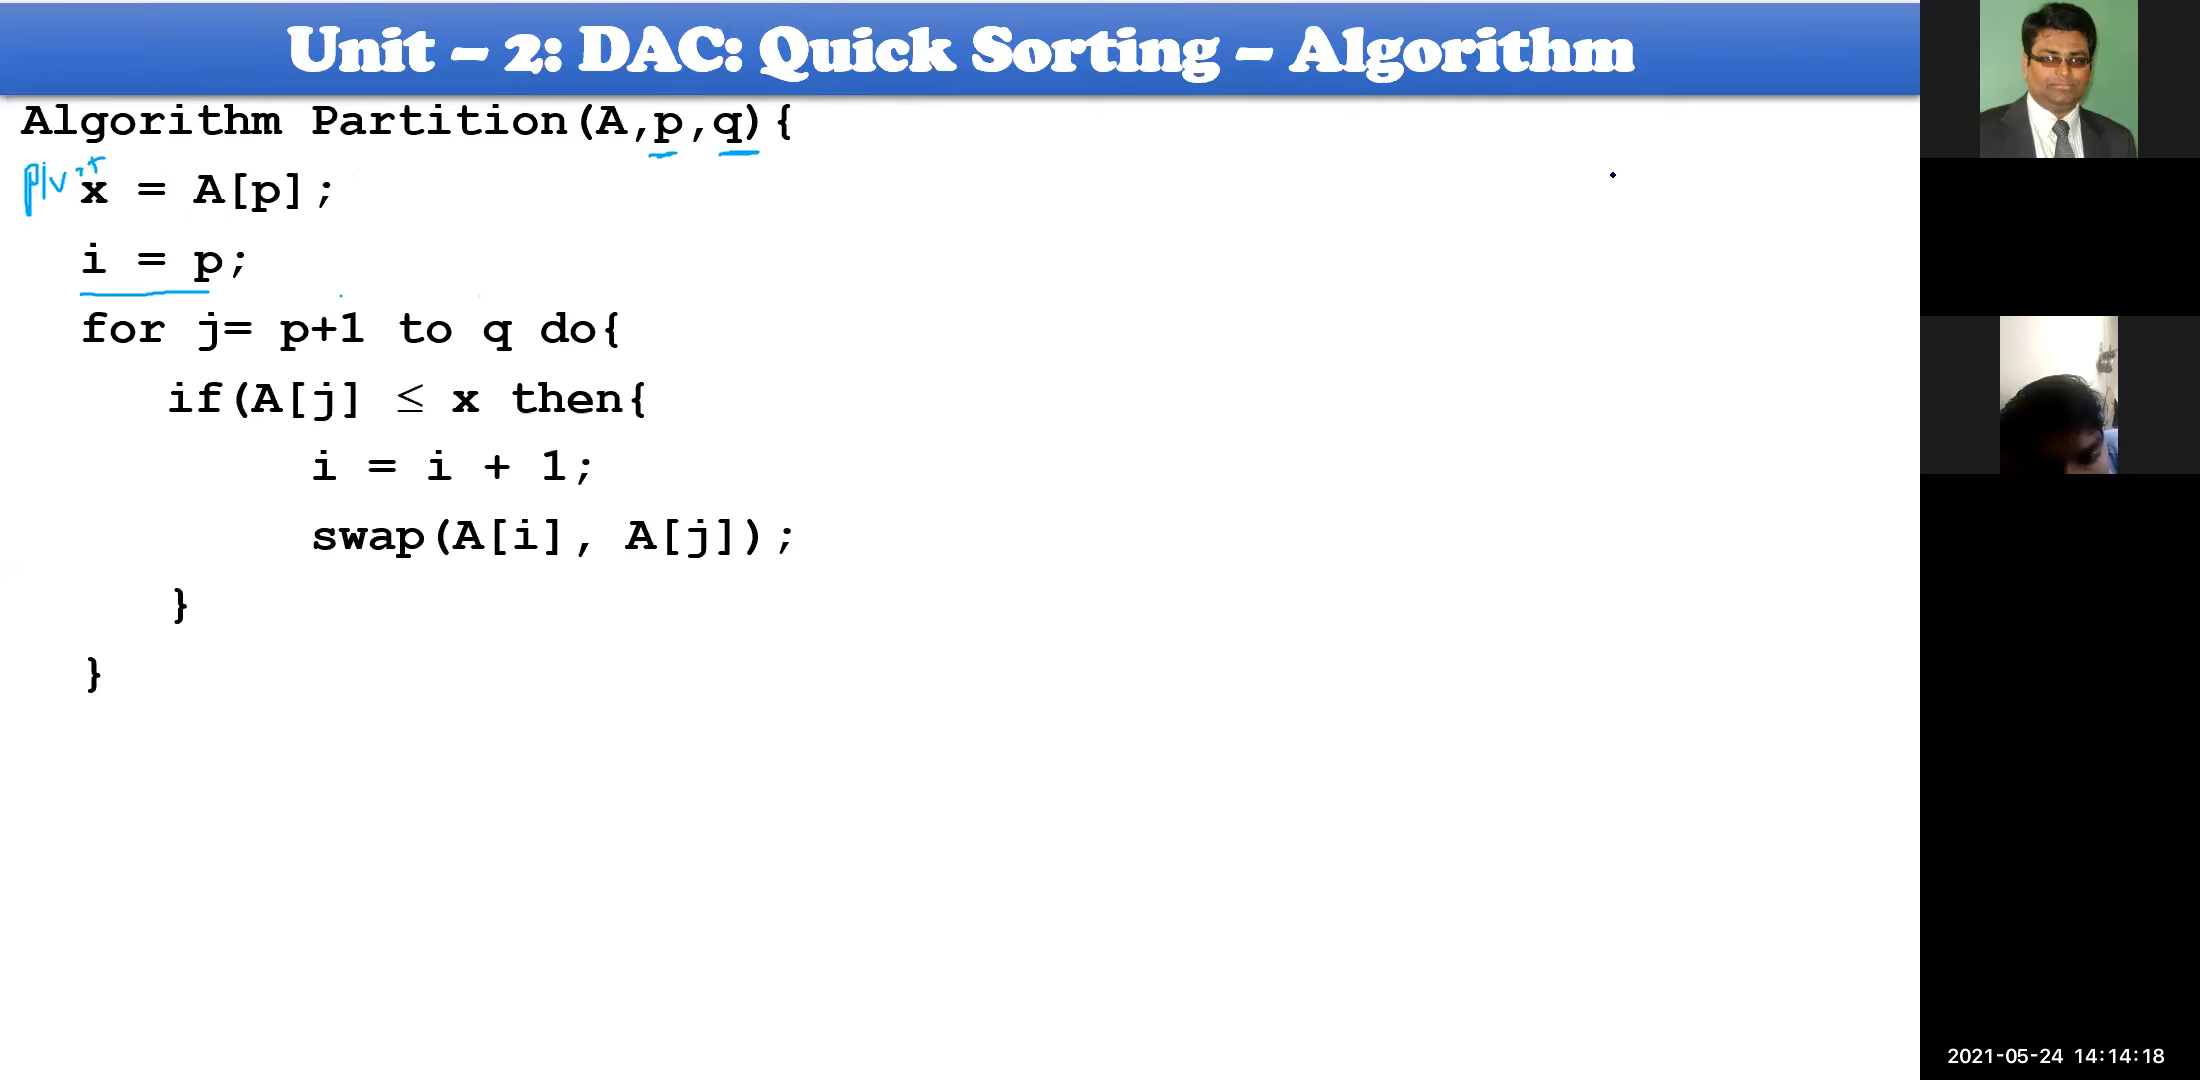 Unit – 2: DAC: Quick Sorting – Algorithm
Algorithm Partition(A,p,q){
pivot
x = A[p];
i = p;
for j= p+1 to q do{
if(A[j] ≤ x then{
i = i + 1;
swap(A[i], A[j]);
}
}
2021-05-24 14:14:18